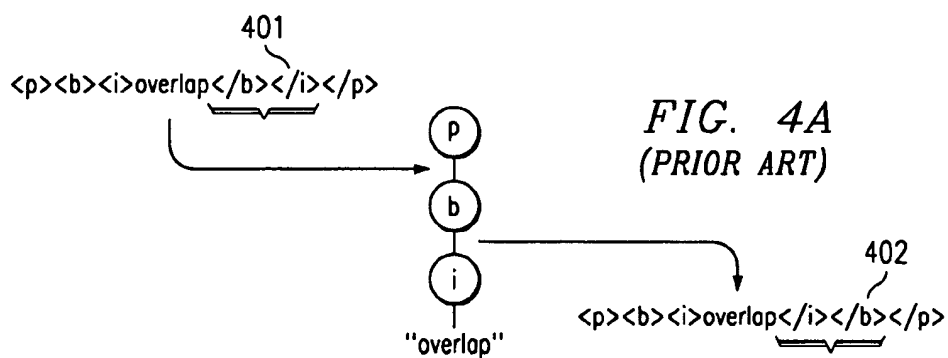 401
<p><b><i>overlap</b></i></p>
FIG. 4A
(PRIOR ART)
p
b
i
"overlap"
402
<p><b><i>overlap</i></b></p>